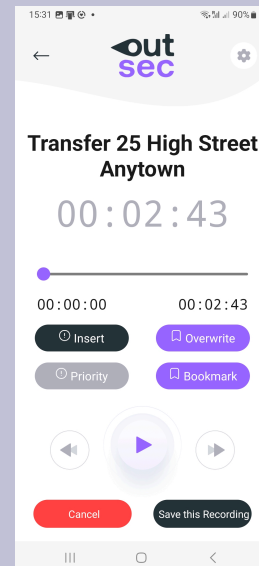 15:31
90%
out
sec
Transfer 25 High Street
Anytown
00:02:43
00:00:00
00:02:43
Insert
Overwrite
Priority
Bookmark
Cancel
Save this Recording